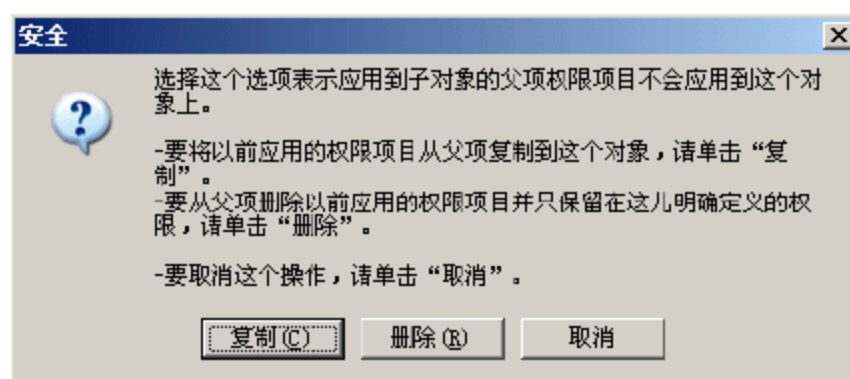 安全
选择这个选项表示应用到子对象的父项权限项目不会应用到这个对
象上。
-要将以前应用的权限项目从父项复制到这个对象，请单击“复
制”。
-要从父项删除以前应用的权限项目并只保留在这儿明确定义的权
限，请单击“删除”。
-要取消这个操作，请单击“取消”。
复制(C) 删除(R) 取消